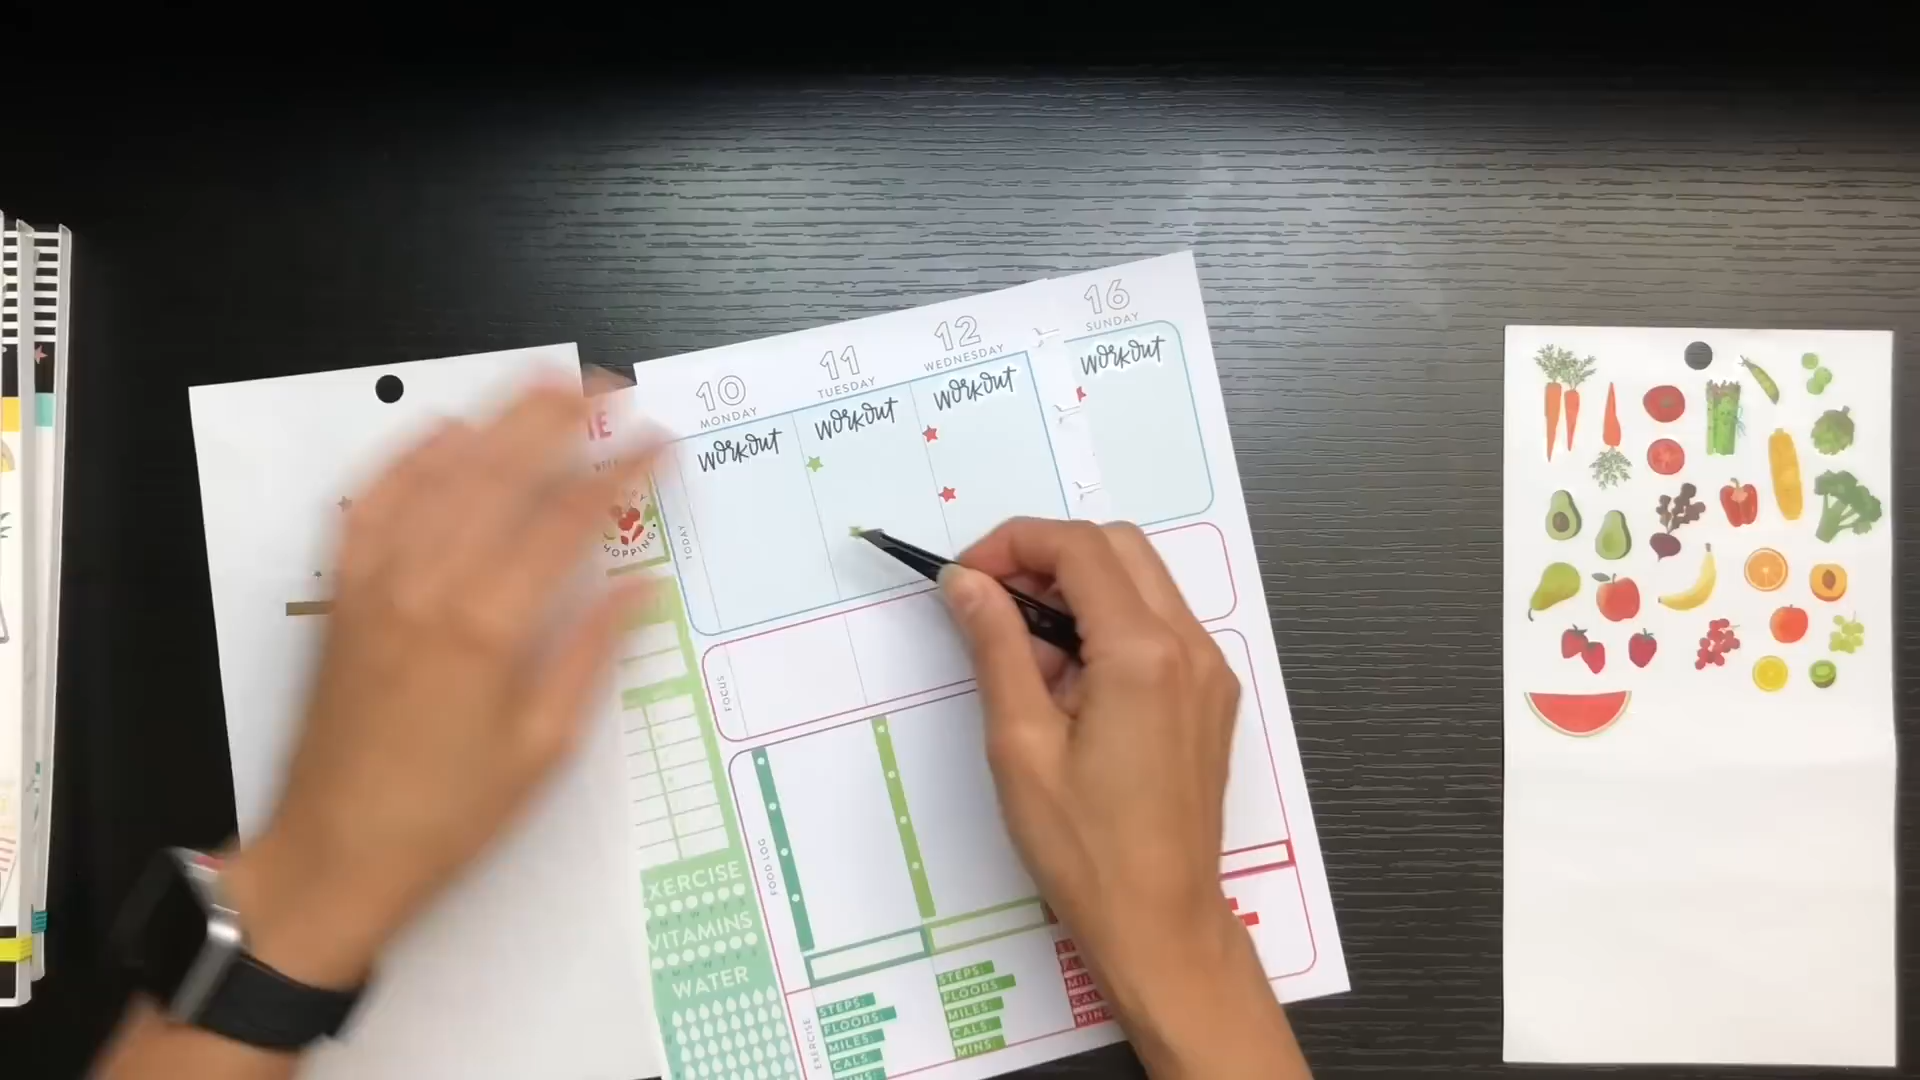 10
MONDAY
workout
11
TUESDAY
workout
12
WEDNESDAY
workout
16
SUNDAY
workout
TODAY
HOPPING
FOCUS
FOOD LOG
EXERCISE
VITAMINS
WATER
EXERCISE
STEPS:
FLOORS:
MILES:
CALS:
STEPS:
FLOORS:
MILES:
CALS:
MINS: